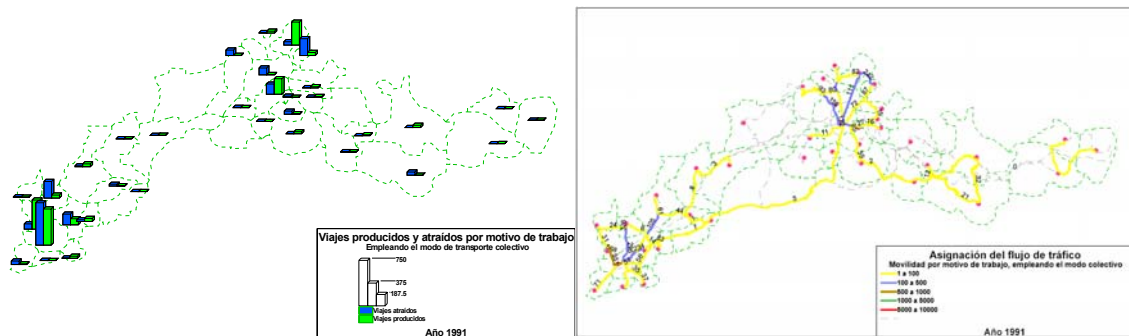 Viajes producidos y atraídos por motivo de trabajo
Empleando el modo de transporte colectivo
750
375
187.5
Viajes atraídos
Viajes producidos
Año 1991
Asignación del flujo de tráfico
Movilidad por motivo de trabajo, empleando el modo colectivo
1 a 100
100 a 500
500 a 1000
1000 a 5000
5000 a 10000
Año 1991